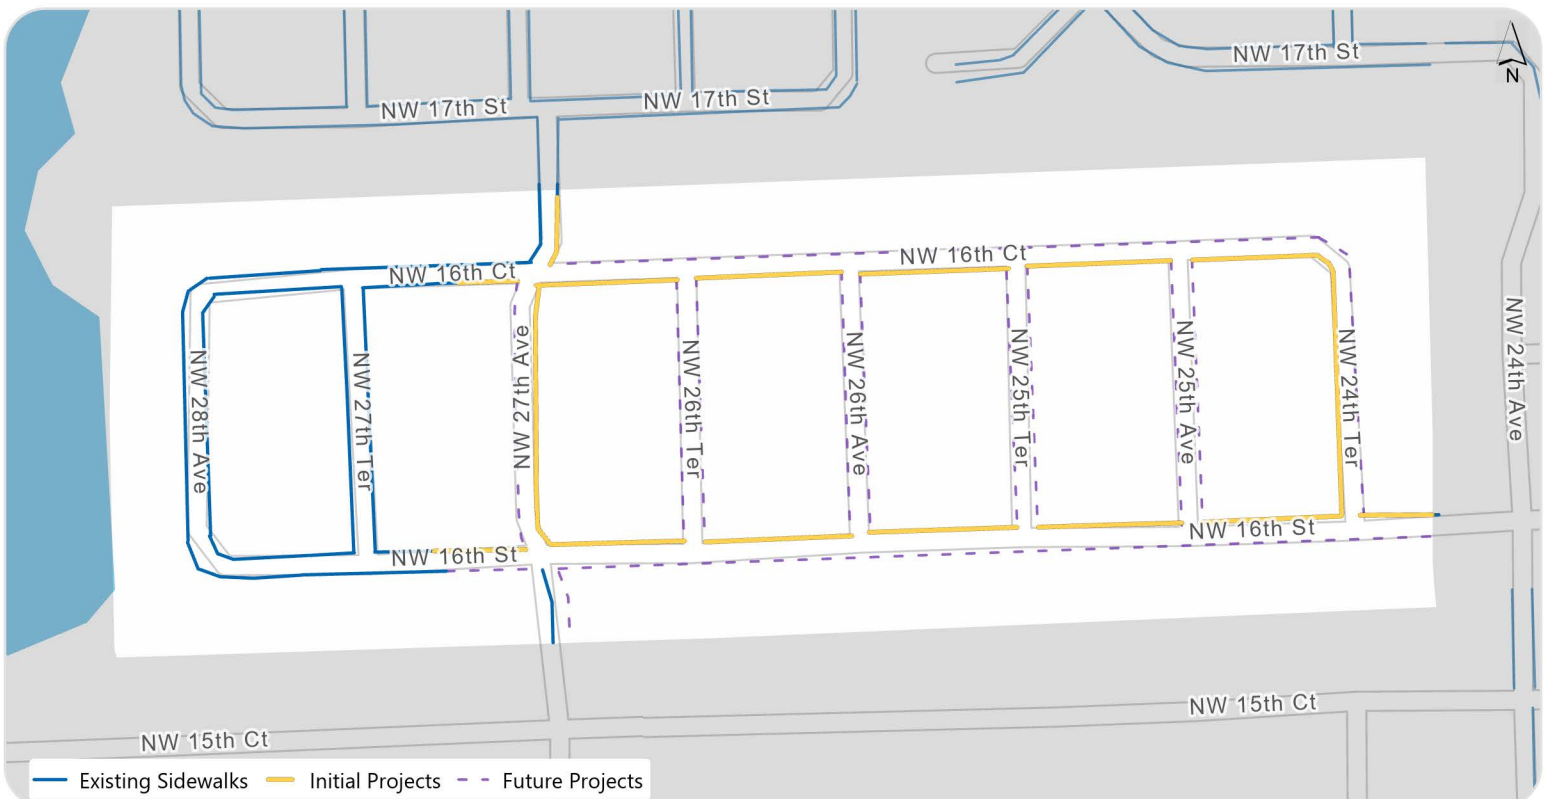 NW 17th St
N
NW 17th St
NW 17th St
NW 16th Ct
NW 16th Ct
NW 28th Ave
NW 27th Ter
NW 27th Ave
NW 26th Ter
NW 26th Ave
NW 25th Ter
NW 25th Ave
NW 24th Ter
NW 24th Ave
NW 16th St
NW 16th St
NW 15th Ct
NW 15th Ct
Existing Sidewalks Initial Projects Future Projects